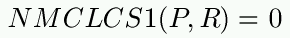 NMCLCS1(P, R) = 0